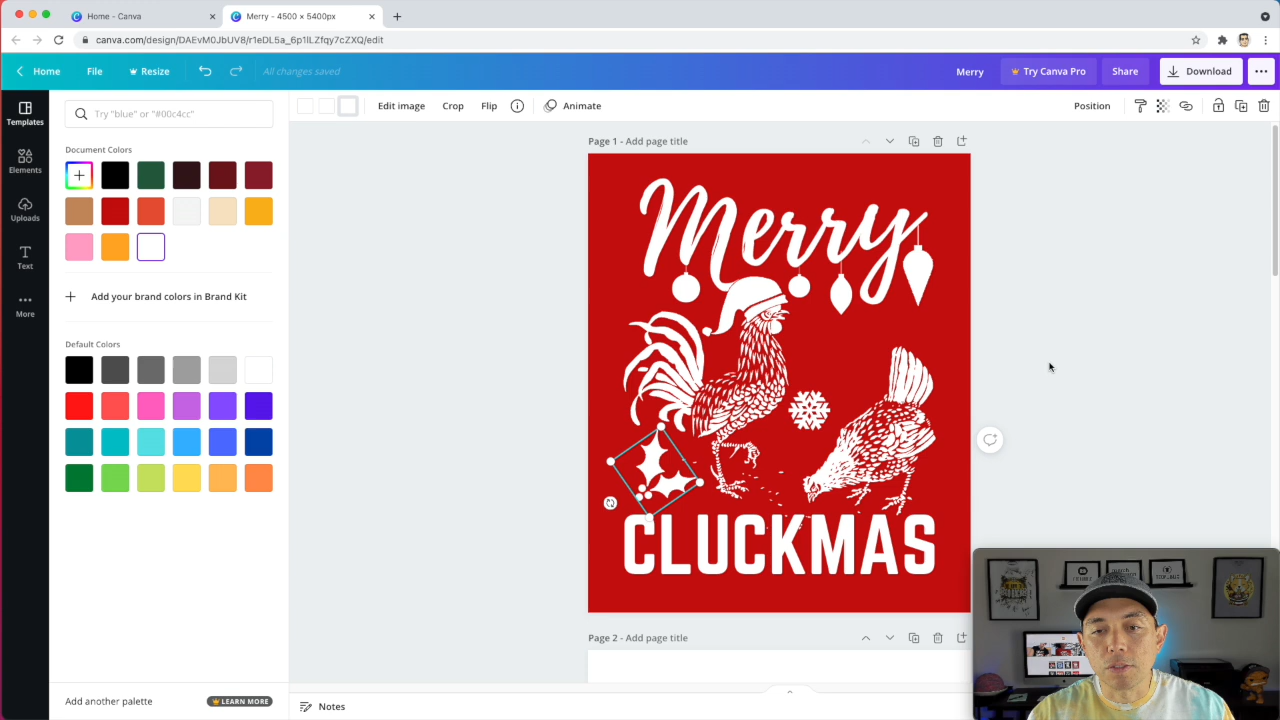 Home - Canva
Merry - 4500 × 5400px
canva.com/design/DAEvM0JbUV8/r1eDL5a_6p1lLZfqy7cZXQ/edit
Home
File
Resize
All changes saved
Merry
Try Canva Pro
Share
Download
Edit image
Crop
Flip
Animate
Position
Templates
Elements
Uploads
Text
More
Try "blue" or "#00c4cc"
Document Colors
Add your brand colors in Brand Kit
Default Colors
Add another palette
LEARN MORE
Page 1 - Add page title
Merry
CLUCKMAS
Page 2 - Add page title
Notes